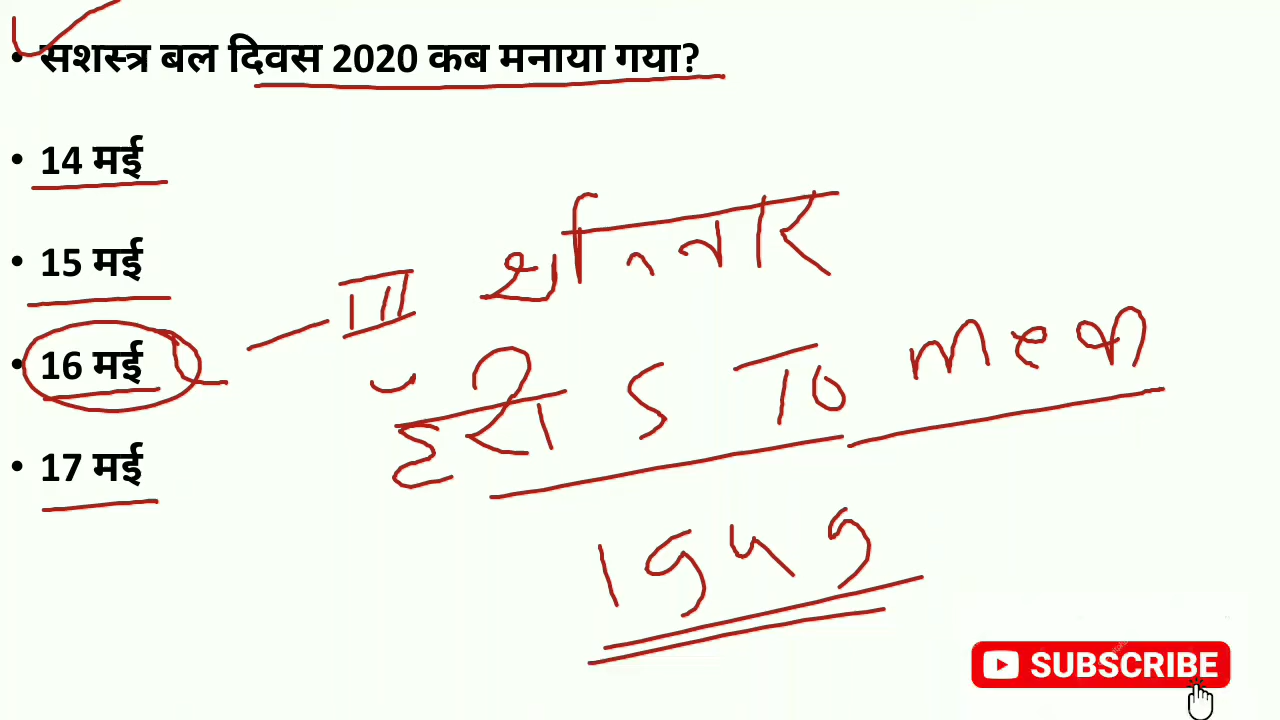 • सशस्त्र बल दिवस 2020 कब मनाया गया?
• 14 मई
• 15 मई
• 16 मई
• 17 मई
III शनिवार
1949
SUBSCRIBE